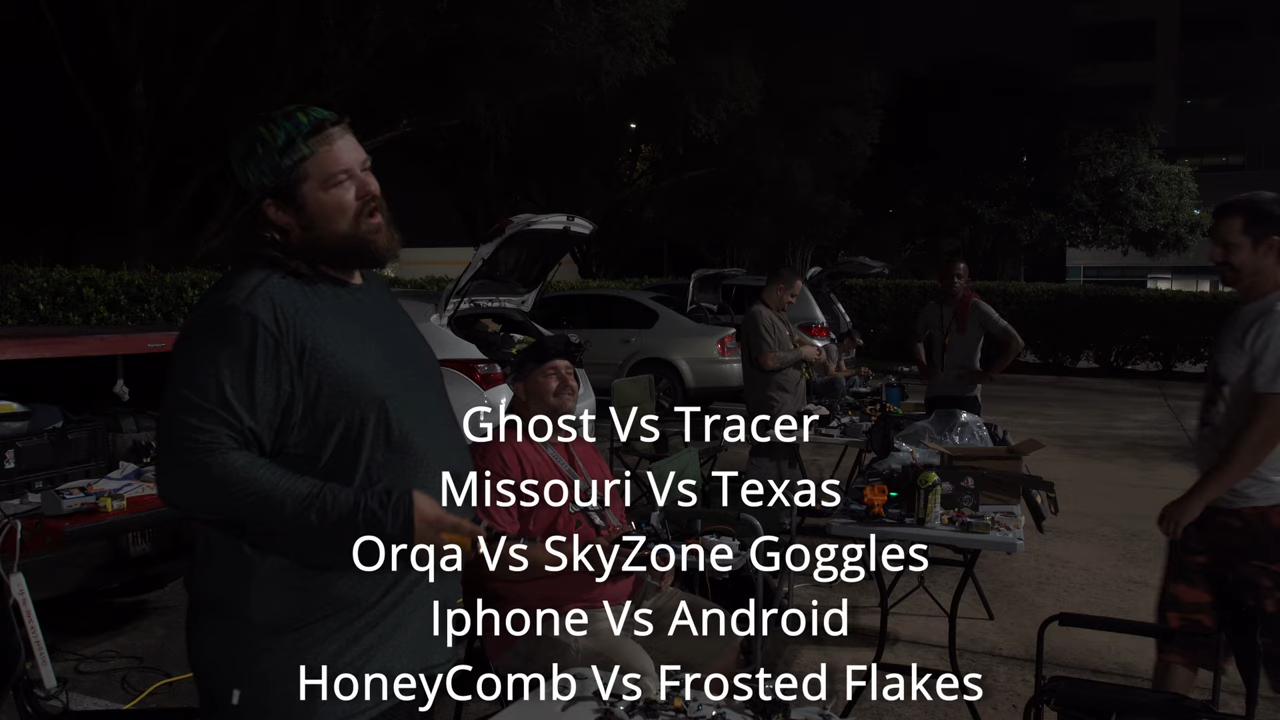 Ghost Vs Tracer
Missouri Vs Texas
Orqa Vs SkyZone Goggles
Iphone Vs Android
HoneyComb Vs Frosted Flakes